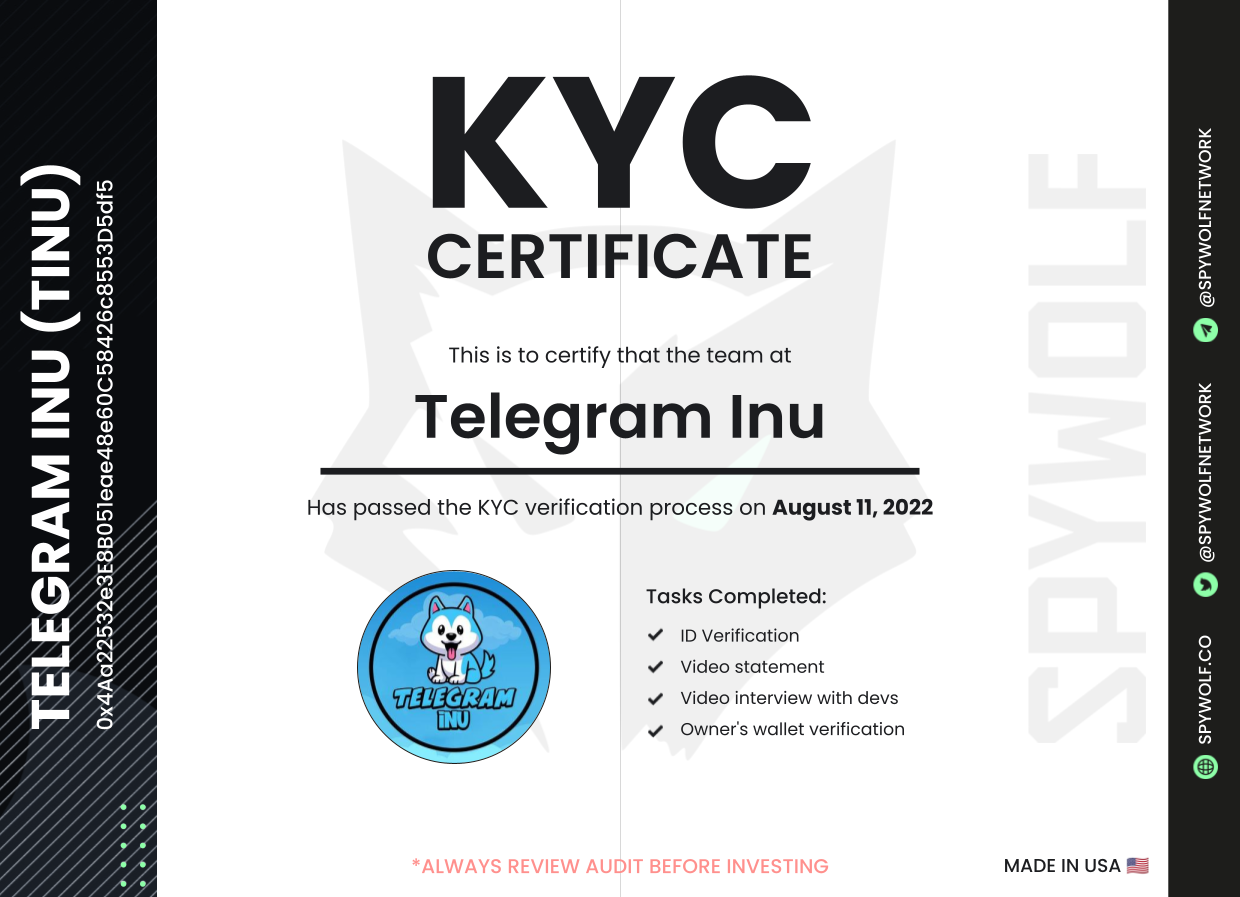 TELEGRAM INU (TINU)
0x4Aa22532e3E8B051eae48e60C58426c8553D5df5
KYC
CERTIFICATE
This is to certify that the team at
Telegram Inu
Has passed the KYC verification process on August 11, 2022
TELEGRAM
INU
Tasks Completed:
ID Verification
Video statement
Video interview with devs
Owner's wallet verification
*ALWAYS REVIEW AUDIT BEFORE INVESTING
MADE IN USA
SPYWOLF
SPYWOLF.CO
@SPYWOLFNETWORK
@SPYWOLFNETWORK